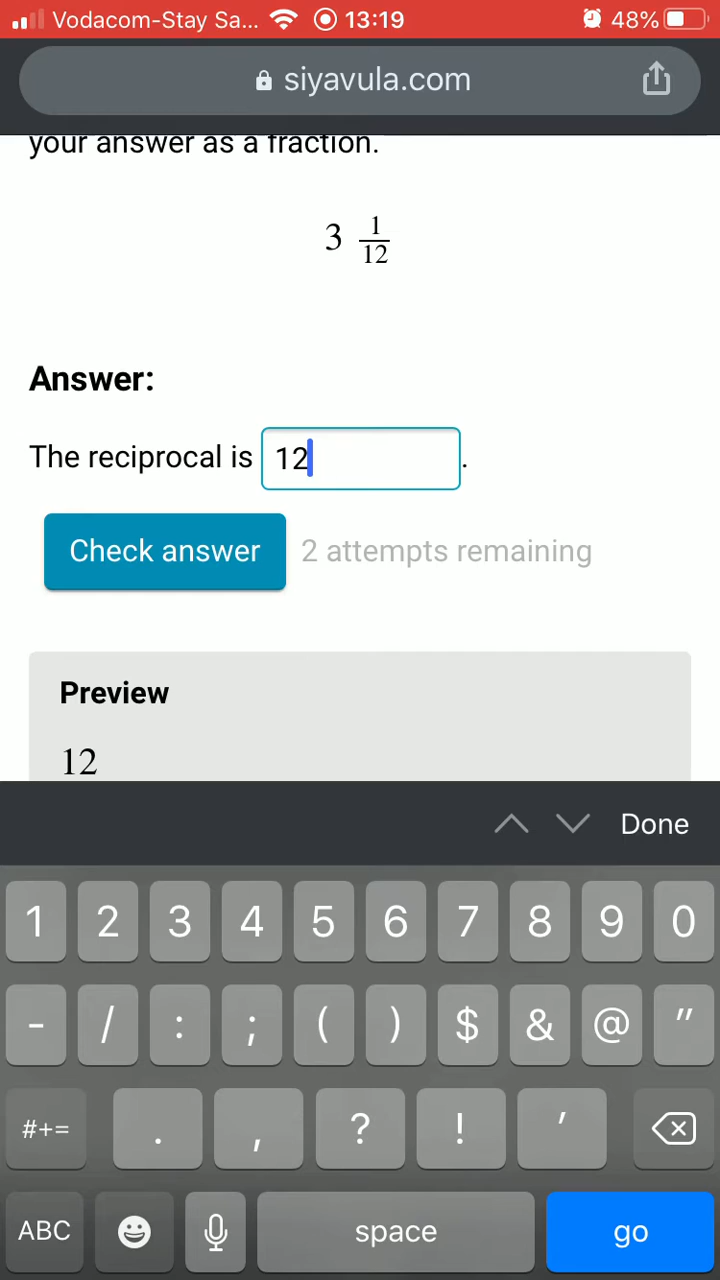 Vodacom-Stay Sa... 13:19 48%
siyavula.com
your answer as a fraction.
3 1/12
Answer:
The reciprocal is 12.
Check answer 2 attempts remaining
Preview
12
Done
1 2 3 4 5 6 7 8 9 0
- / : ; ( ) $ & @ "
#+= . , ? ! '
ABC space go